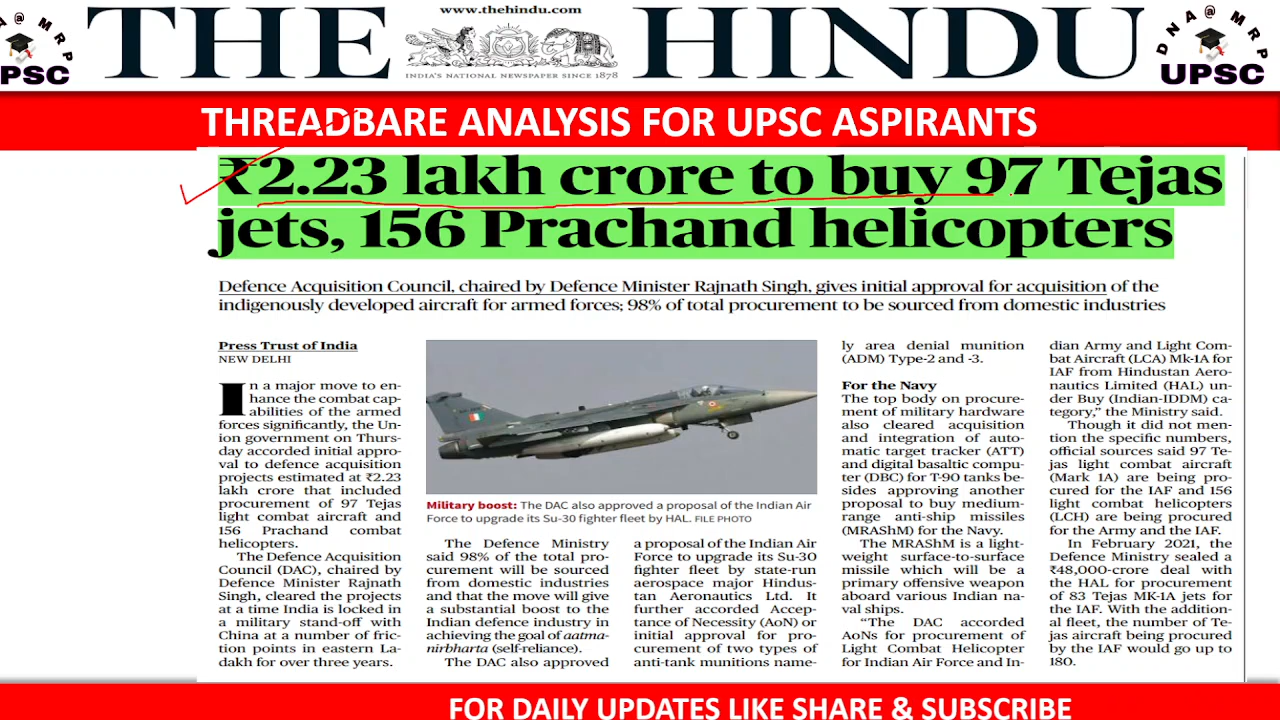 www.thehindu.com
THE HINDU
INDIA'S NATIONAL NEWSPAPER SINCE 1878
DNA@MRP
UPSC
THREADBARE ANALYSIS FOR UPSC ASPIRANTS
₹2.23 lakh crore to buy 97 Tejas
jets, 156 Prachand helicopters
Defence Acquisition Council, chaired by Defence Minister Rajnath Singh, gives initial approval for acquisition of the
indigenously developed aircraft for armed forces; 98% of total procurement to be sourced from domestic industries
Press Trust of India
NEW DELHI
In a major move to en-
hance the combat cap-
abilities of the armed
forces significantly, the Un-
ion government on Thurs-
day accorded initial appro-
val to defence acquisition
projects estimated at ₹2.23
lakh crore that included
procurement of 97 Tejas
light combat aircraft and
156 Prachand combat
helicopters.
The Defence Acquisition
Council (DAC), chaired by
Defence Minister Rajnath
Singh, cleared the projects
at a time India is locked in
a military stand-off with
China at a number of fric-
tion points in eastern La-
dakh for over three years.
Military boost: The DAC also approved a proposal of the Indian Air
Force to upgrade its Su-30 fighter fleet by HAL. FILE PHOTO
The Defence Ministry
said 98% of the total pro-
curement will be sourced
from domestic industries
and that the move will give
a substantial boost to the
Indian defence industry in
achieving the goal of aatma-
nirbharta (self-reliance).
The DAC also approved
a proposal of the Indian Air
Force to upgrade its Su-30
fighter fleet by state-run
aerospace major Hindus-
tan Aeronautics Ltd. It
further accorded Accep-
tance of Necessity (AoN) or
initial approval for pro-
curement of two types of
anti-tank munitions name-
ly area denial munition
(ADM) Type-2 and -3.
For the Navy
The top body on procure-
ment of military hardware
also cleared acquisition
and integration of auto-
matic target tracker (ATT)
and digital basaltic compu-
ter (DBC) for T-90 tanks be-
sides approving another
proposal to buy medium-
range anti-ship missiles
(MRAShM) for the Navy.
The MRAShM is a light-
weight surface-to-surface
missile which will be a
primary offensive weapon
aboard various Indian na-
val ships.
"The DAC accorded
AoNs for procurement of
Light Combat Helicopter
for Indian Air Force and In-
dian Army and Light Com-
bat Aircraft (LCA) Mk-1A for
IAF from Hindustan Aero-
nautics Limited (HAL) un-
der Buy (Indian-IDDM) ca-
tegory," the Ministry said.
Though it did not men-
tion the specific numbers,
official sources said 97 Te-
jas light combat aircraft
(Mark 1A) are being pro-
cured for the IAF and 156
light combat helicopters
(LCH) are being procured
for the Army and the IAF.
In February 2021, the
Defence Ministry sealed a
₹48,000-crore deal with
the HAL for procurement
of 83 Tejas MK-1A jets for
the IAF. With the addition-
al fleet, the number of Te-
jas aircraft being procured
by the IAF would go up to
180.
FOR DAILY UPDATES LIKE SHARE & SUBSCRIBE